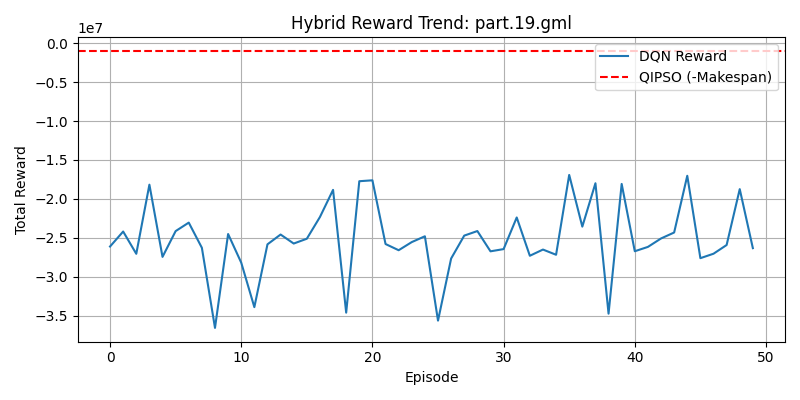 Hybrid Reward Trend: part.19.gml
1e7
0.0
−0.5
−1.0
−1.5
−2.0
−2.5
−3.0
−3.5
Total Reward
DQN Reward
QIPSO (-Makespan)
0
10
20
30
40
50
Episode